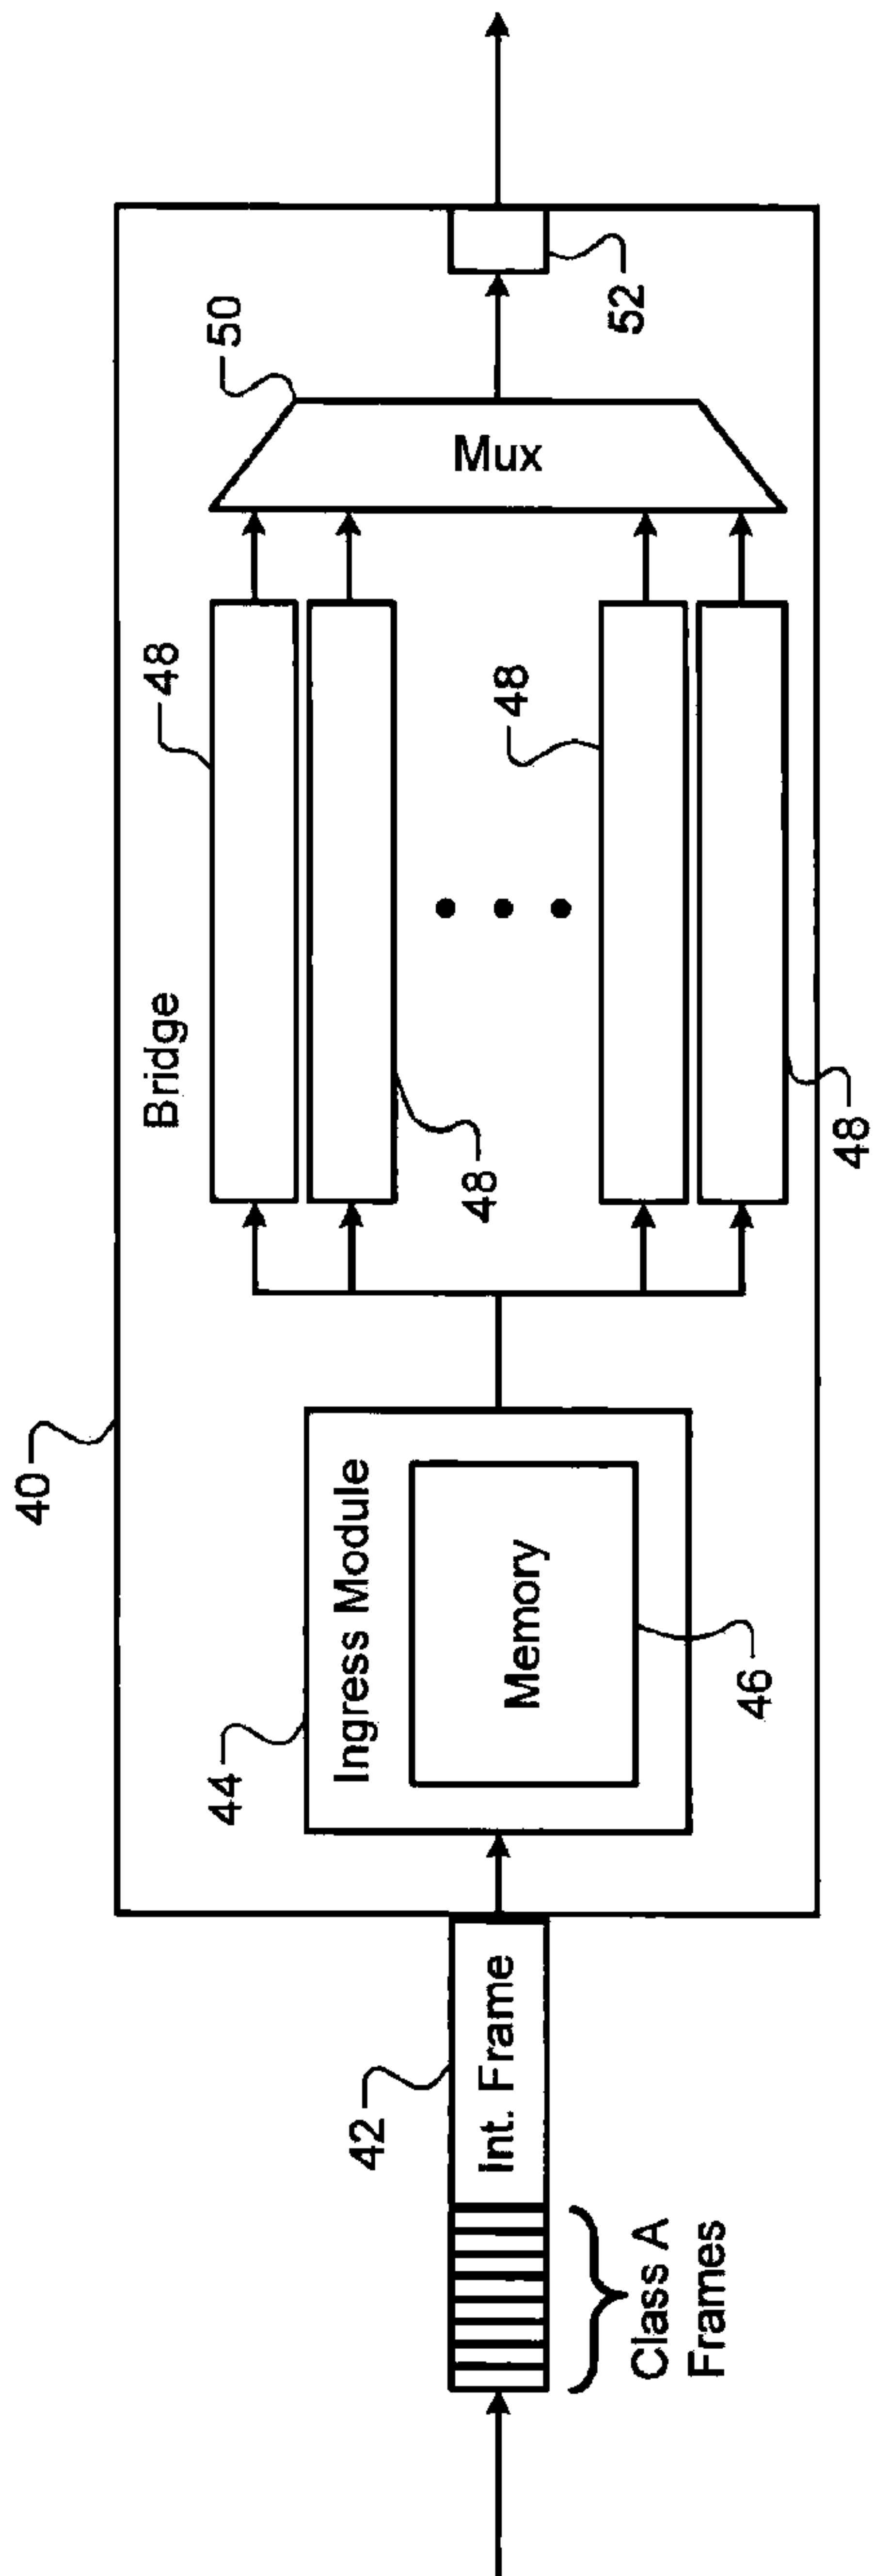 40
Bridge
42
44
48
48
48
48
50
52
Int. Frame
Ingress Module
Memory
46
Mux
Class A
Frames